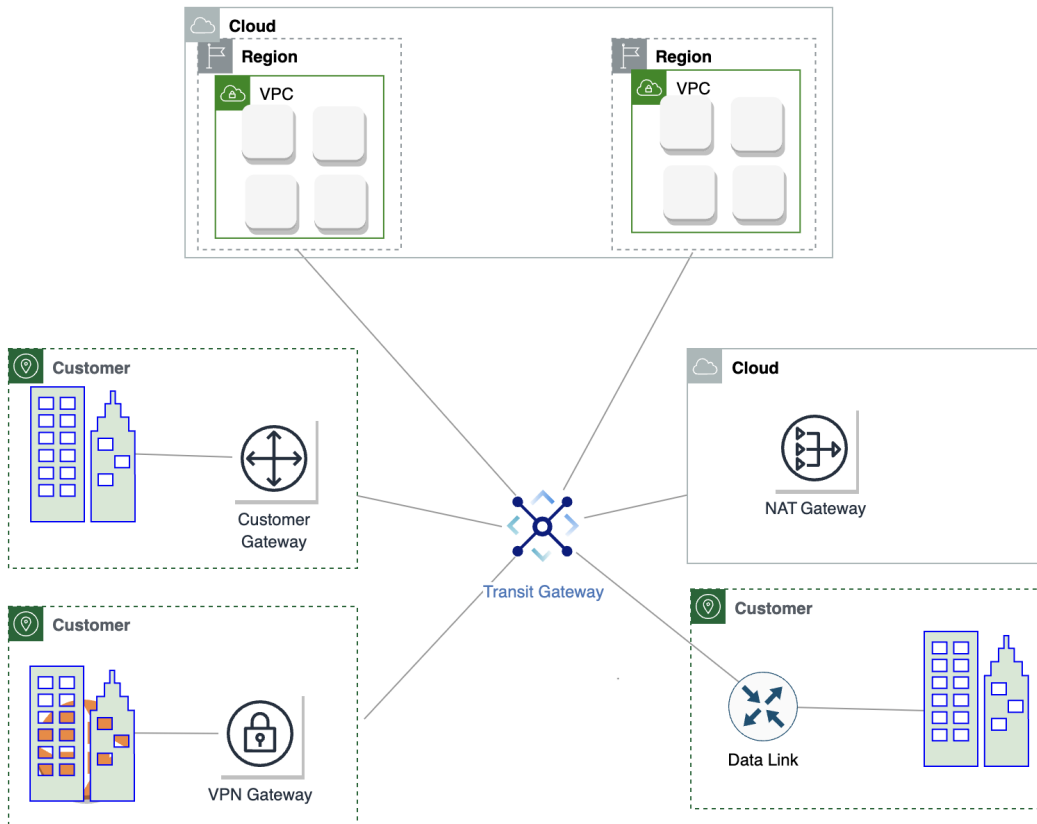 Cloud
Region
Region
VPC
VPC
Customer
Customer
Gateway
Cloud
NAT Gateway
Transit Gateway
Customer
VPN Gateway
Customer
Data Link